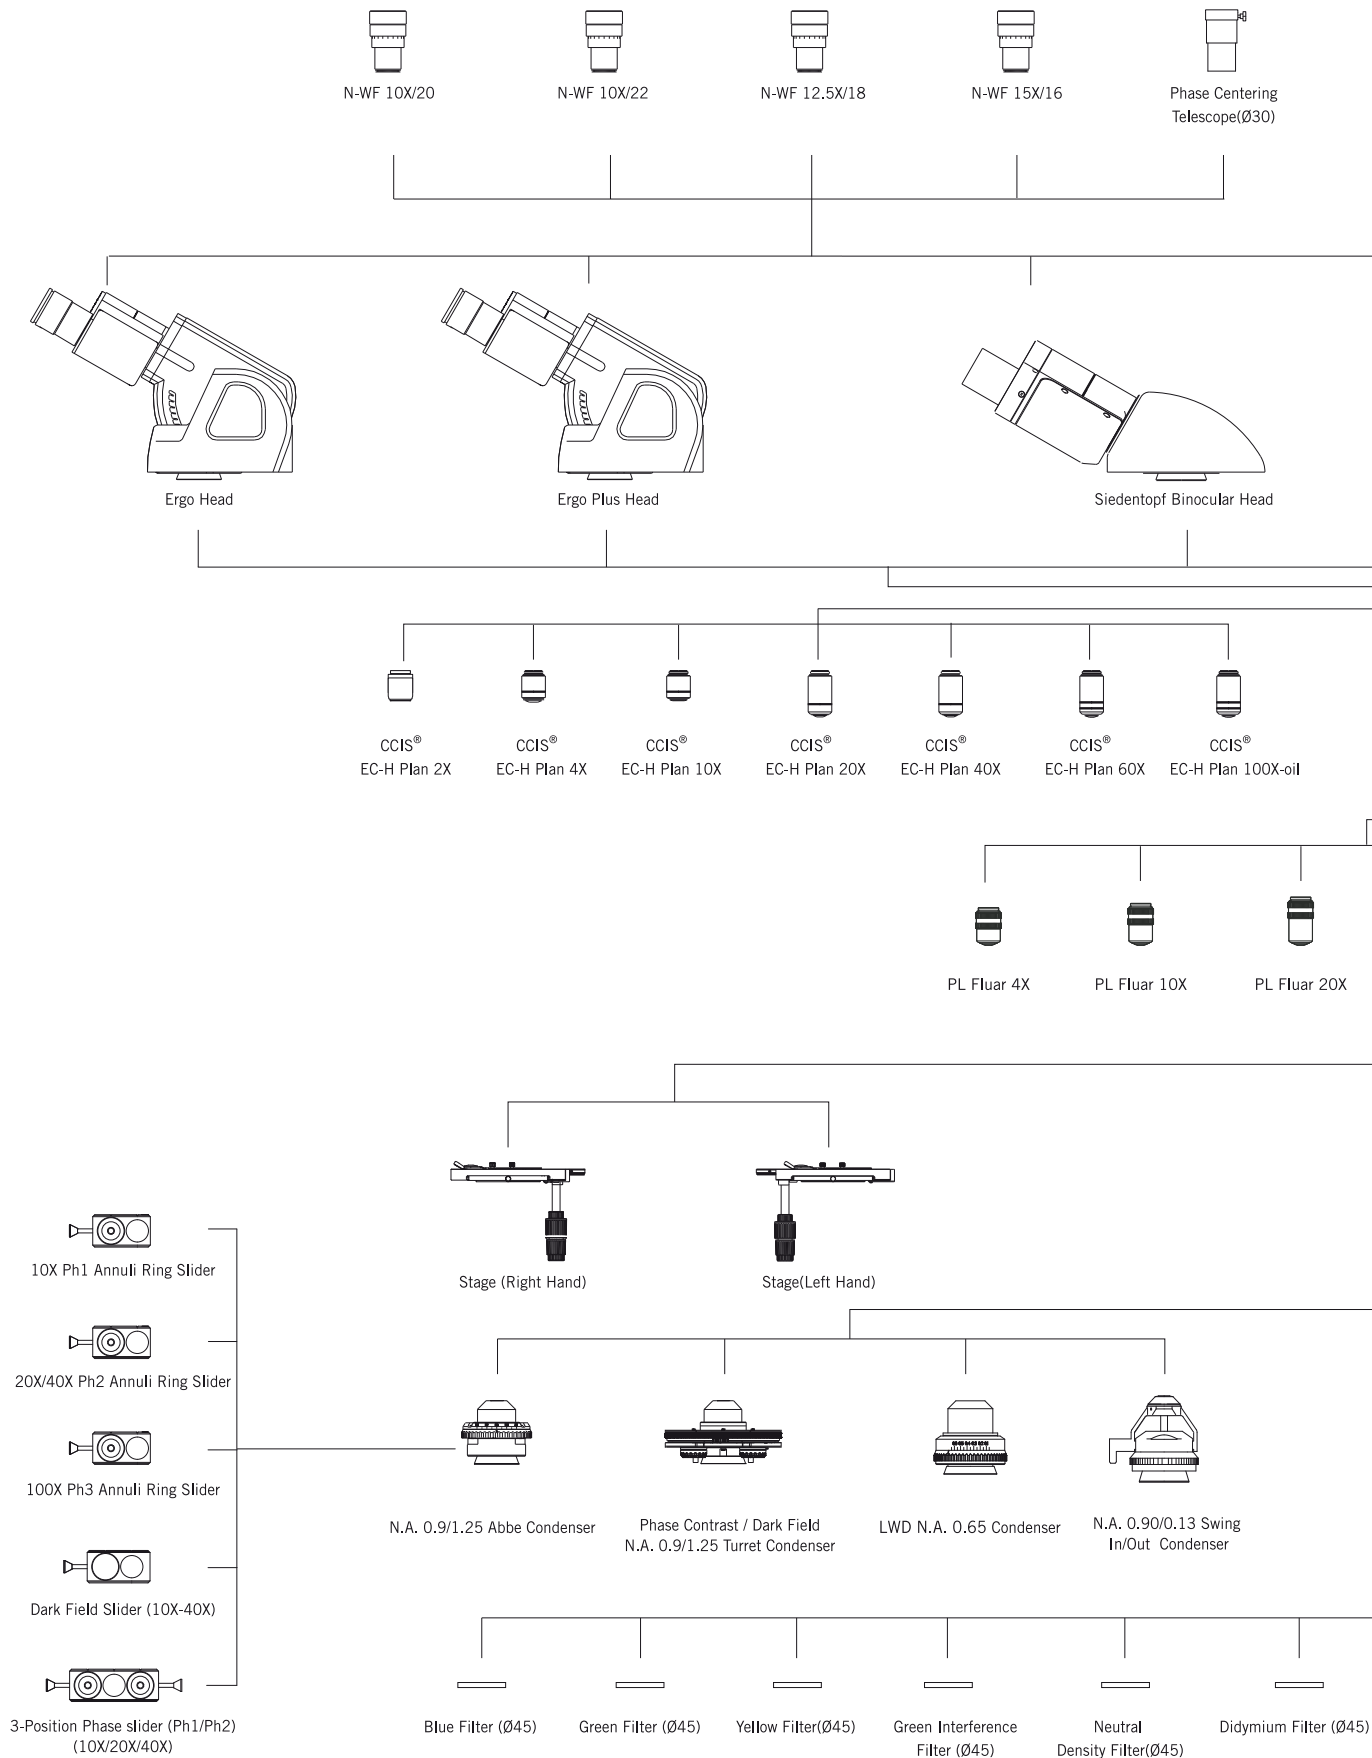 N-WF 10X/20
N-WF 10X/22
N-WF 12.5X/18
N-WF 15X/16
Phase Centering
Telescope(Ø30)
Ergo Head
Ergo Plus Head
Siedentopf Binocular Head
CCIS®
EC-H Plan 2X
CCIS®
EC-H Plan 4X
CCIS®
EC-H Plan 10X
CCIS®
EC-H Plan 20X
CCIS®
EC-H Plan 40X
CCIS®
EC-H Plan 60X
CCIS®
EC-H Plan 100X-oil
PL Fluar 4X
PL Fluar 10X
PL Fluar 20X
Stage (Right Hand)
Stage(Left Hand)
10X Ph1 Annuli Ring Slider
20X/40X Ph2 Annuli Ring Slider
100X Ph3 Annuli Ring Slider
Dark Field Slider (10X-40X)
3-Position Phase slider (Ph1/Ph2)
(10X/20X/40X)
N.A. 0.9/1.25 Abbe Condenser
Phase Contrast / Dark Field
N.A. 0.9/1.25 Turret Condenser
LWD N.A. 0.65 Condenser
N.A. 0.90/0.13 Swing
In/Out Condenser
Blue Filter (Ø45)
Green Filter (Ø45)
Yellow Filter(Ø45)
Green Interference
Filter (Ø45)
Neutral
Density Filter(Ø45)
Didymium Filter (Ø45)